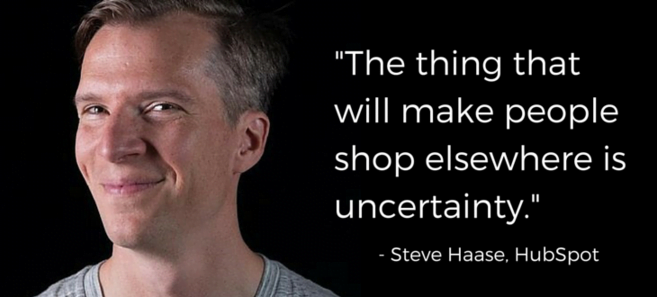 "The thing that
will make people
shop elsewhere is
uncertainty."
- Steve Haase, HubSpot